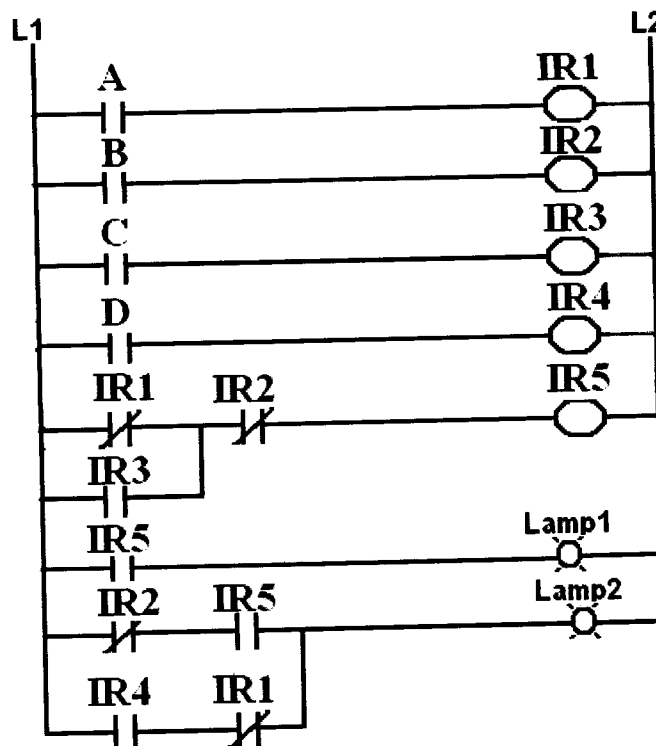 L1 L2
A IR1
B IR2
C IR3
D IR4
IR1 IR2 IR5
IR3
IR5 Lamp1
IR2 IR5 Lamp2
IR4 IR1